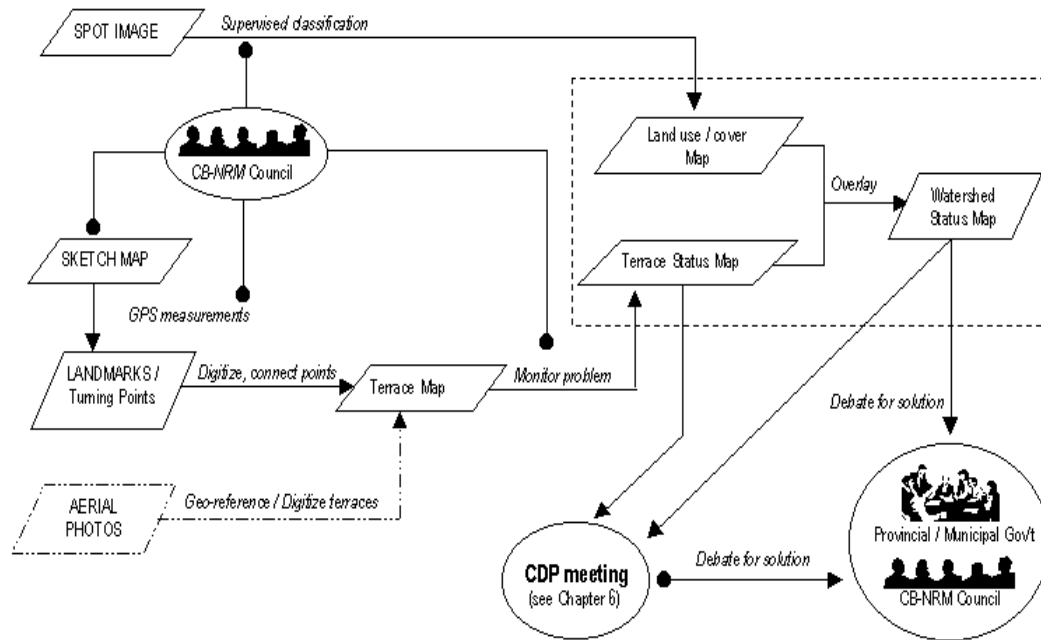 SPOT IMAGE
Supervised classification
CB-NRM Council
Land use / cover
Map
Overlay
Watershed
Status Map
SKETCH MAP
Terrace Status Map
GPS measurements
LANDMARKS /
Turning Points
Digitize, connect points
Terrace Map
Monitor problem
Debate for solution
AERIAL
PHOTOS
Geo-reference / Digitize terraces
Provincial / Municipal Gov't
CB-NRM Council
CDP meeting
(see Chapter 6)
Debate for solution